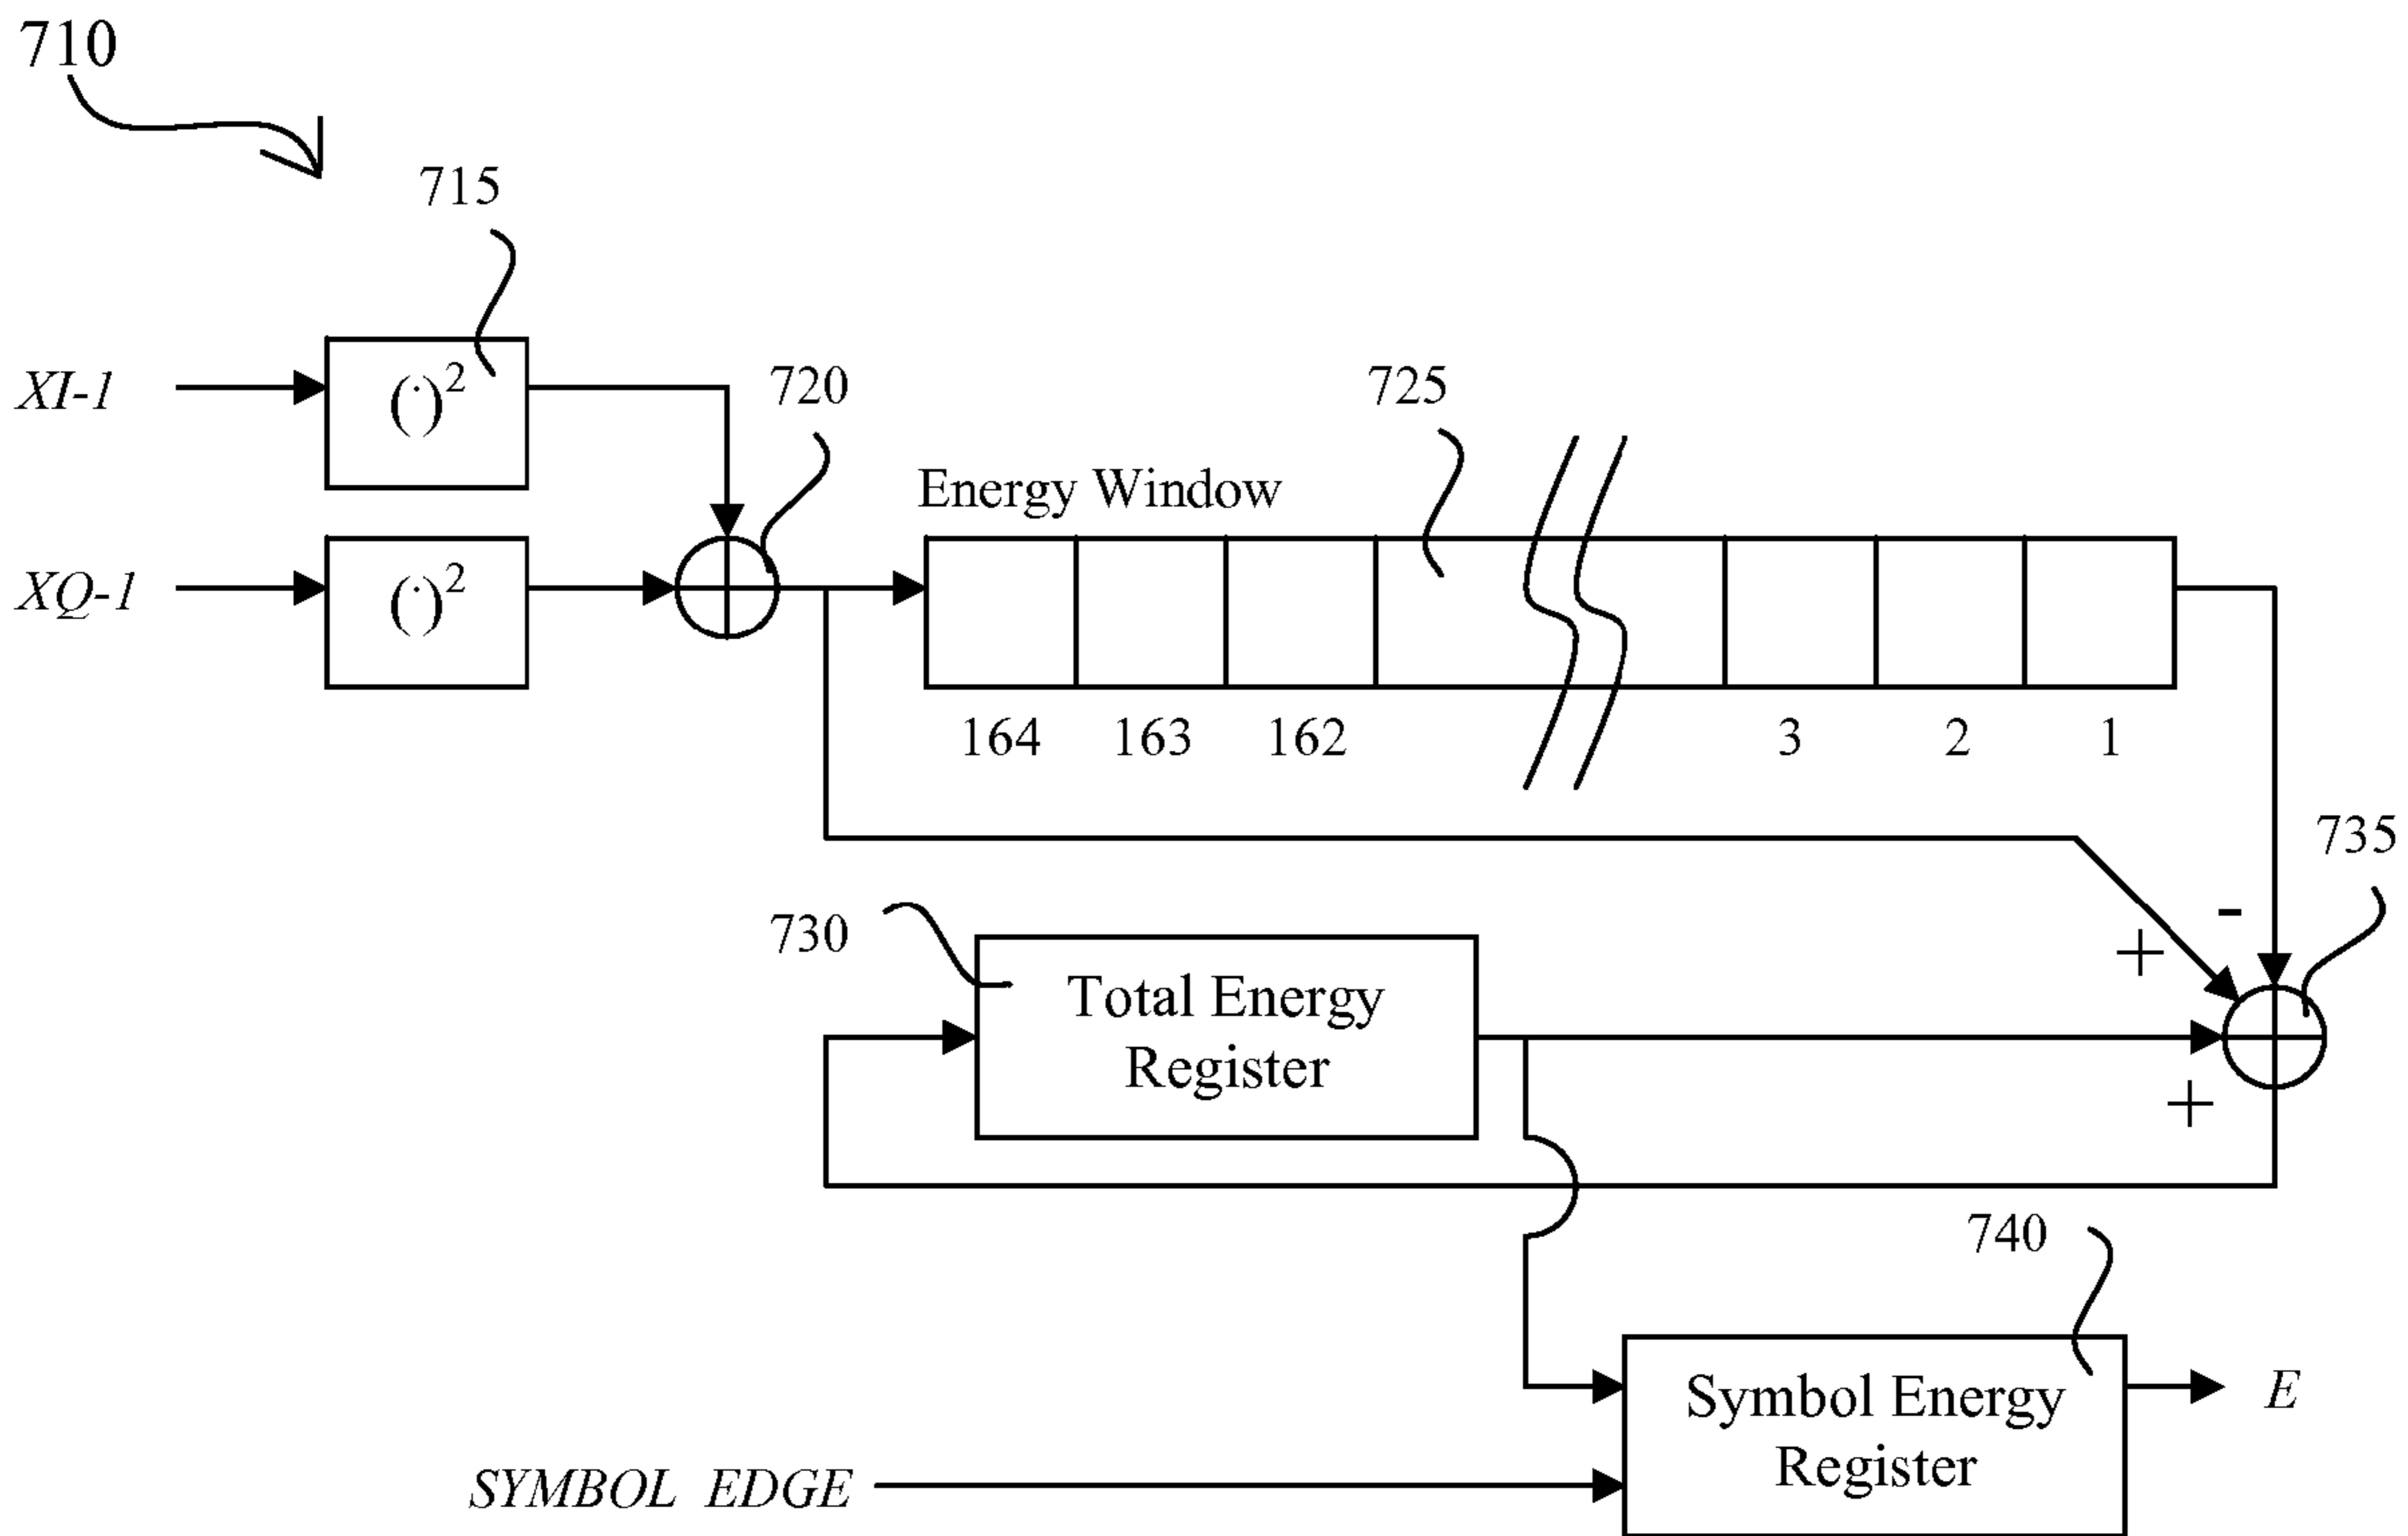 710
715
XI-1
(·)²
720
725
Energy Window
XQ-1
(·)²
164 163 162 3 2 1
735
-
+
730
Total Energy
Register
+
740
Symbol Energy
Register
E
SYMBOL EDGE